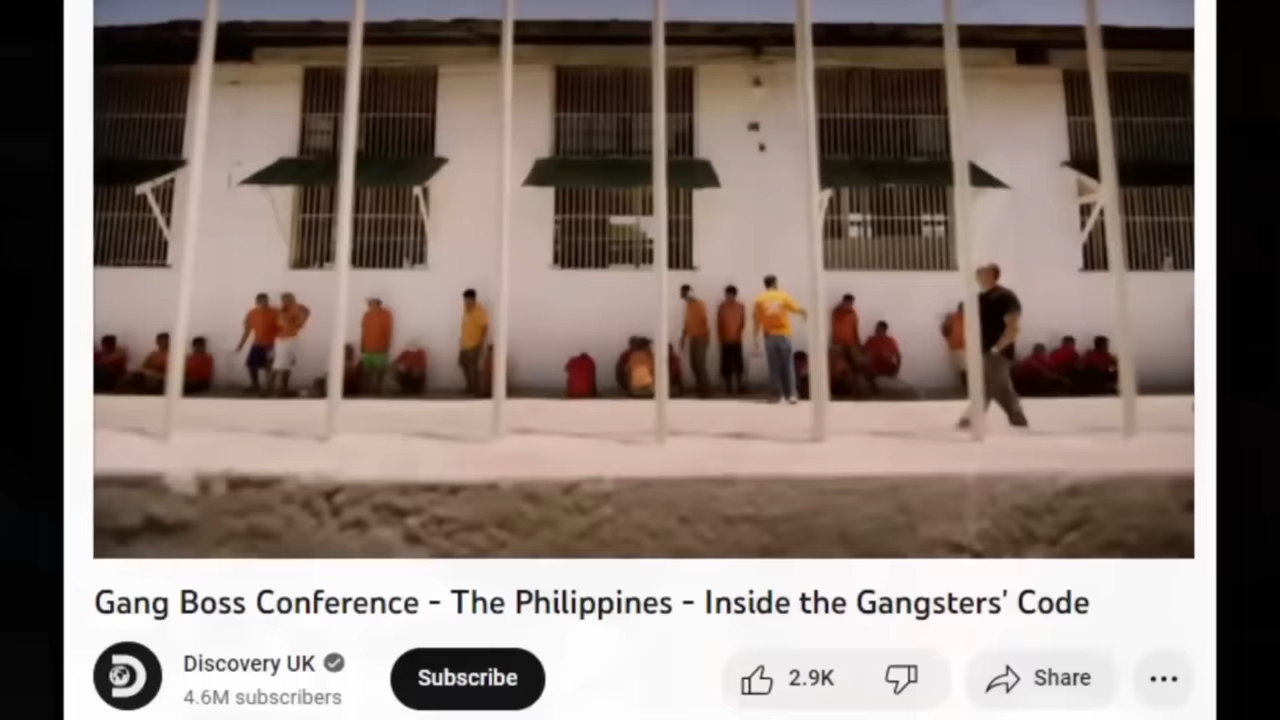 Gang Boss Conference - The Philippines - Inside the Gangsters' Code
Discovery UK
4.6M subscribers
Subscribe
2.9K
Share